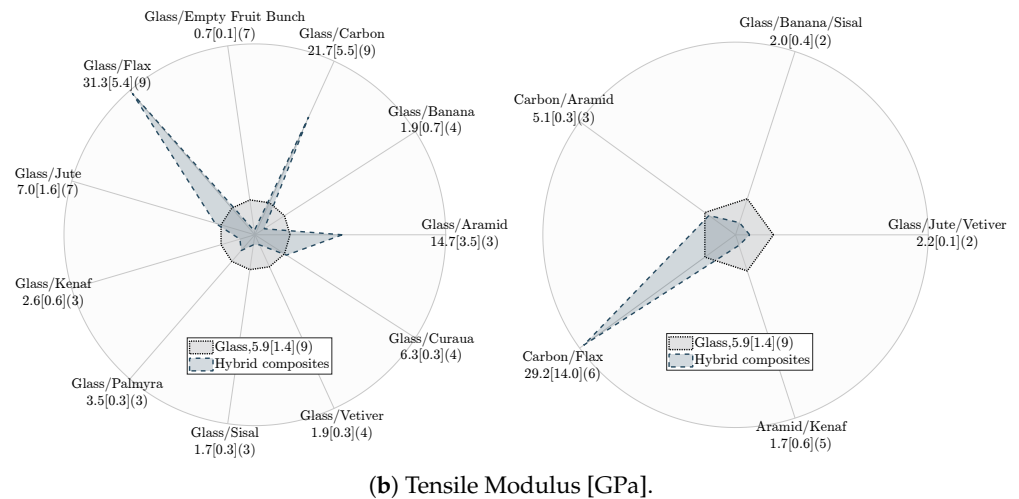 Glass/Empty Fruit Bunch
0.7[0.1](7)
Glass/Carbon
21.7[5.5](9)
Glass/Flax
31.3[5.4](9)
Glass/Banana
1.9[0.7](4)
Glass/Jute
7.0[1.6](7)
Glass/Aramid
14.7[3.5](3)
Glass/Kenaf
2.6[0.6](3)
Glass/Curaua
6.3[0.3](4)
Glass/Palmyra
3.5[0.3](3)
Glass/Sisal
1.7[0.3](3)
Glass/Vetiver
1.9[0.3](4)
Glass,5.9[1.4](9)
Hybrid composites
Glass/Banana/Sisal
2.0[0.4](2)
Carbon/Aramid
5.1[0.3](3)
Glass/Jute/Vetiver
2.2[0.1](2)
Carbon/Flax
29.2[14.0](6)
Aramid/Kenaf
1.7[0.6](5)
Glass,5.9[1.4](9)
Hybrid composites
(b) Tensile Modulus [GPa].